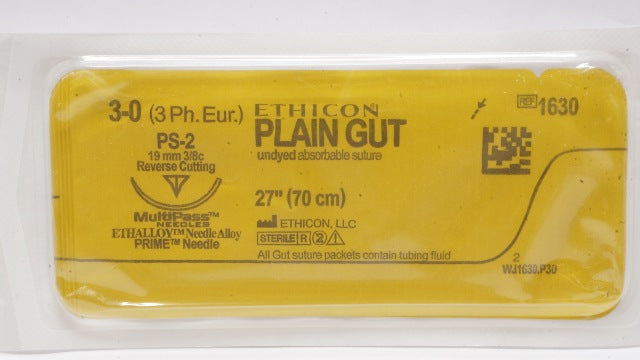 3-0 (3 Ph. Eur.)
PS-2
19 mm 3/8c
Reverse Cutting
MultiPass™
NEEDLES
ETHALLOY™ Needle Alloy
PRIME™ Needle
ETHICON
PLAIN GUT
undyed absorbable suture
27" (70 cm)
ETHICON, LLC
STERILE R 2
All Gut suture packets contain tubing fluid
REF 1630
2
WJ1630.P30